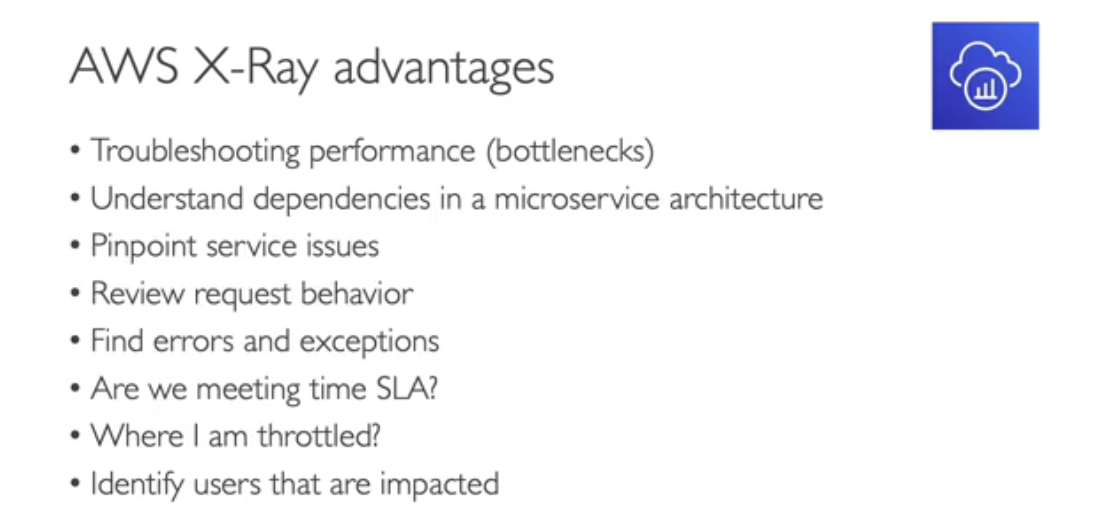 AWS X-Ray advantages
• Troubleshooting performance (bottlenecks)
• Understand dependencies in a microservice architecture
• Pinpoint service issues
• Review request behavior
• Find errors and exceptions
• Are we meeting time SLA?
• Where I am throttled?
• Identify users that are impacted